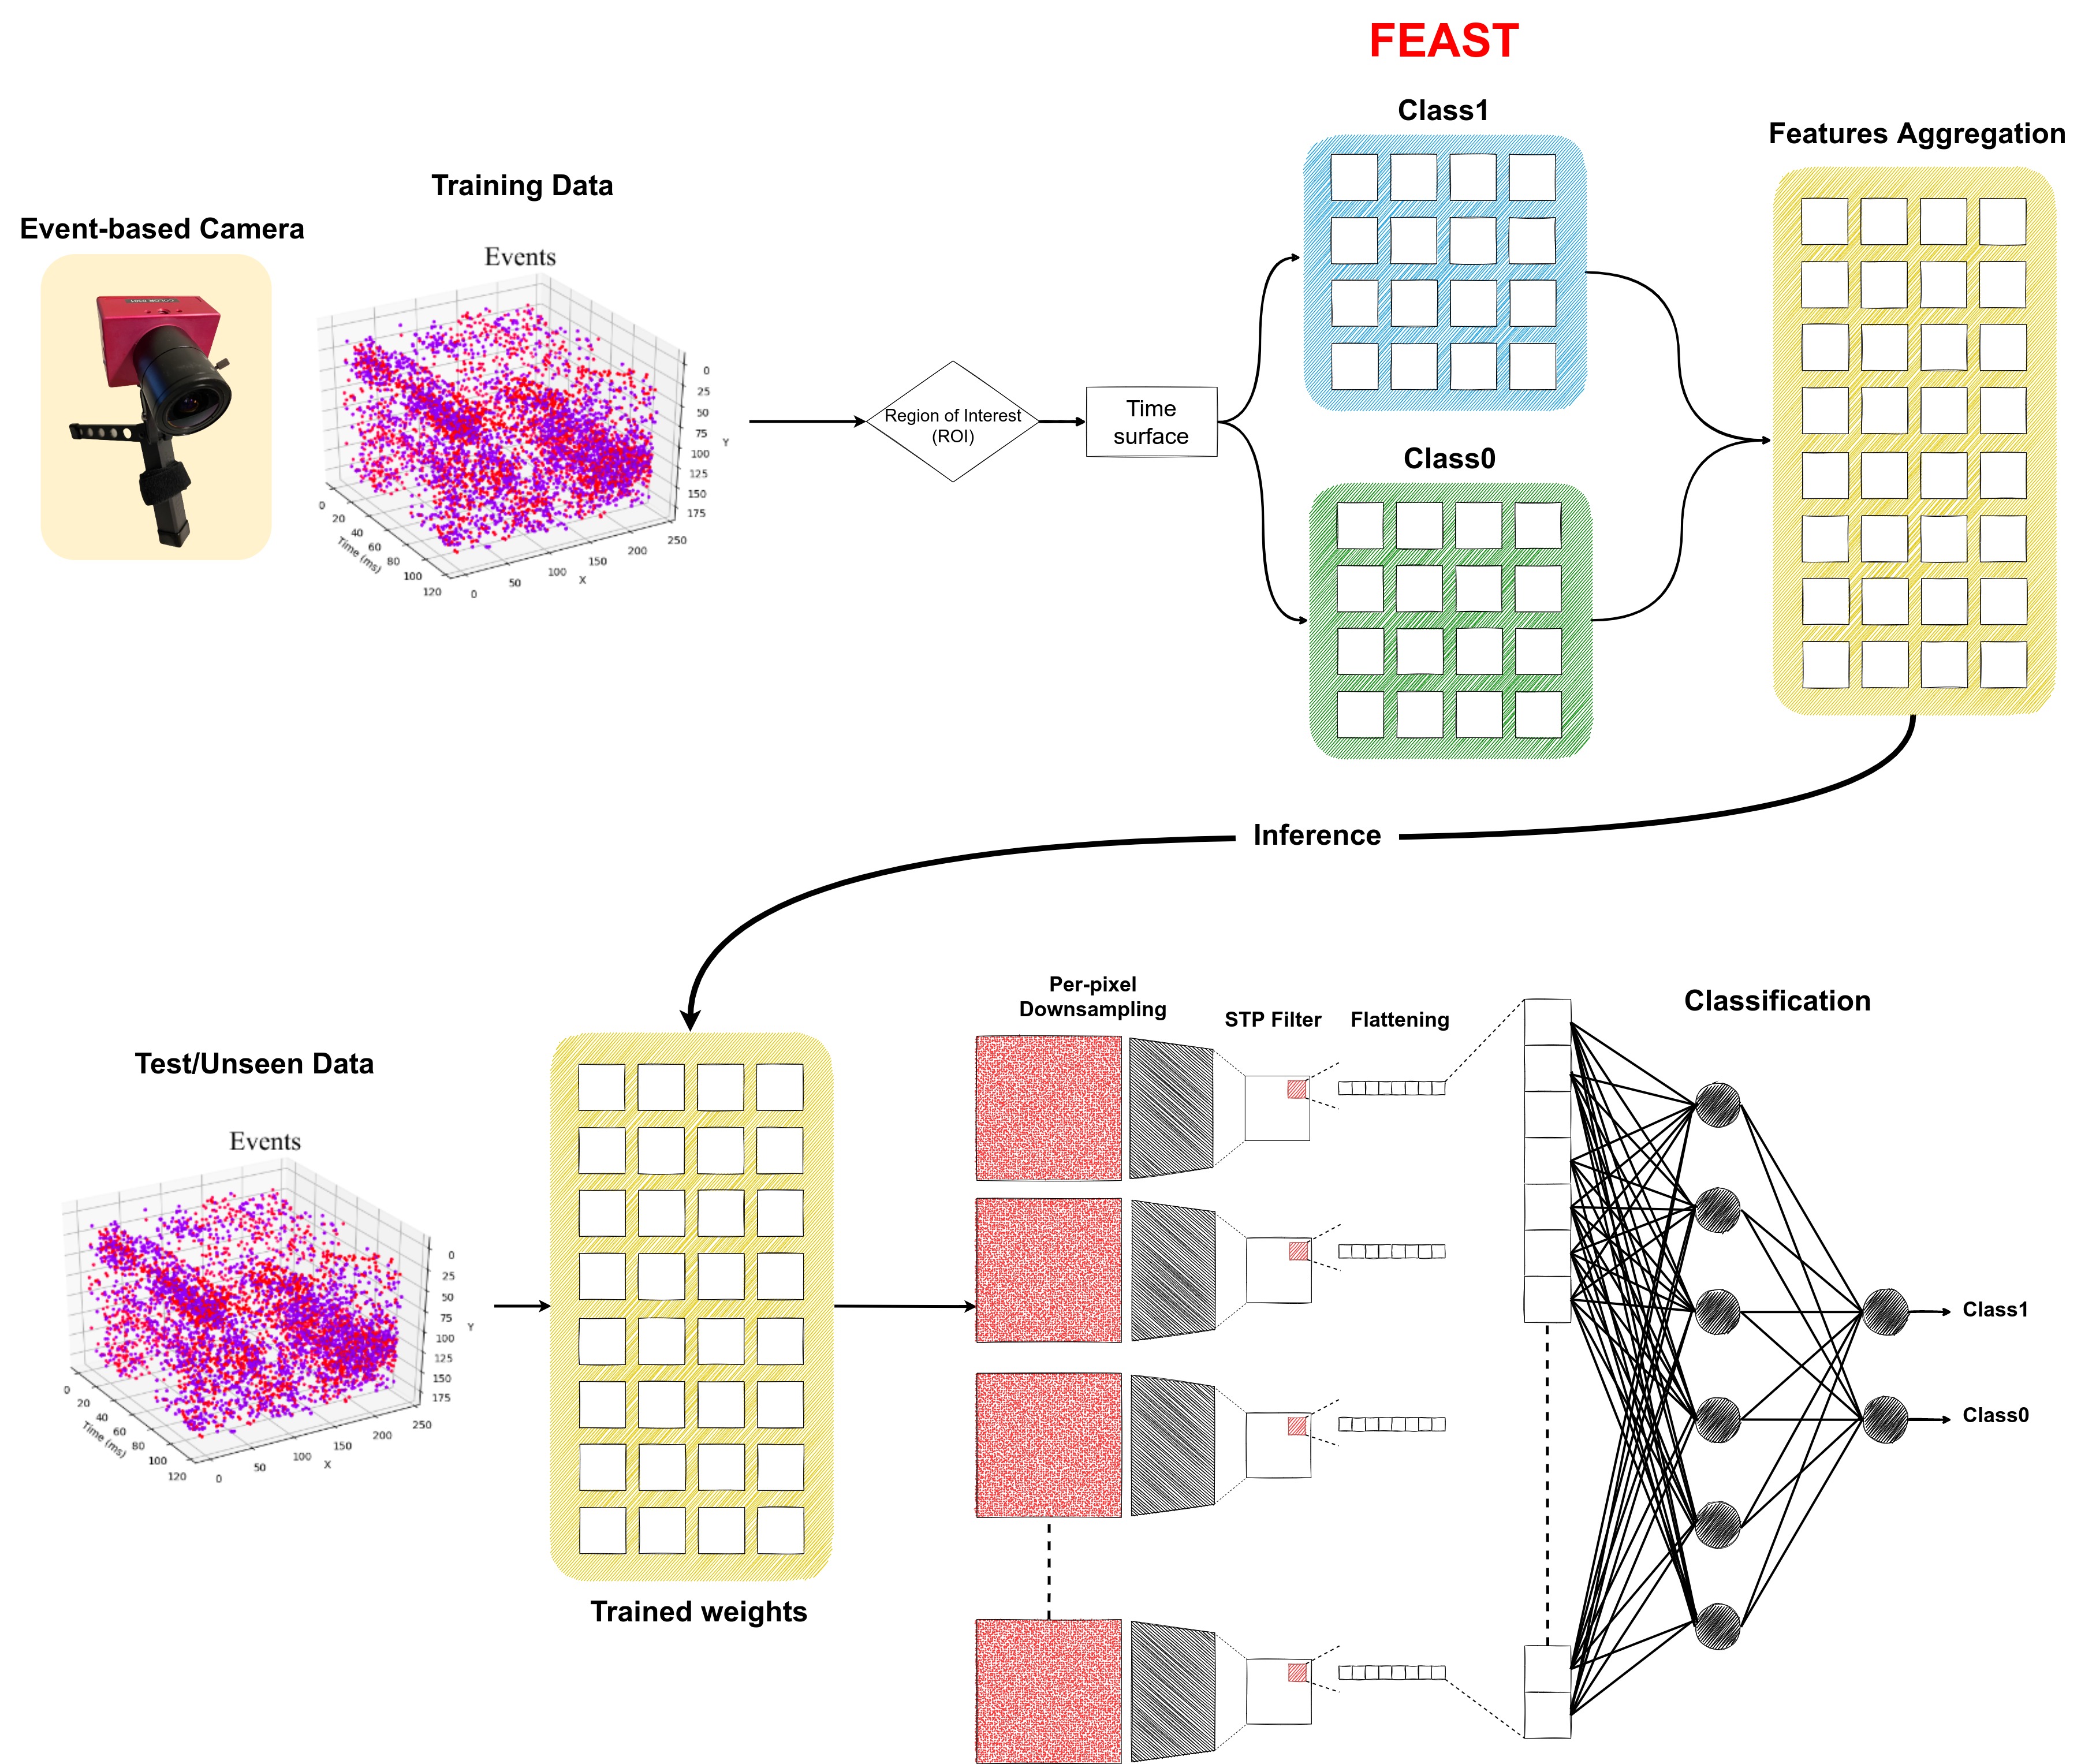 FEAST
Class1
Features Aggregation
Training Data
Event-based Camera
Events
0
25
50
75
100
125
150
175
Y
0
20
40
60
80
100
120
Time (ms)
0
50
100
150
200
250
X
Region of Interest
(ROI)
Time
surface
Class0
Inference
Per-pixel
Downsampling
STP Filter
Flattening
Classification
Test/Unseen Data
Events
0
25
50
75
100
125
150
175
Y
0
20
40
60
80
100
120
Time (ms)
0
50
100
150
200
250
X
Class1
Class0
Trained weights